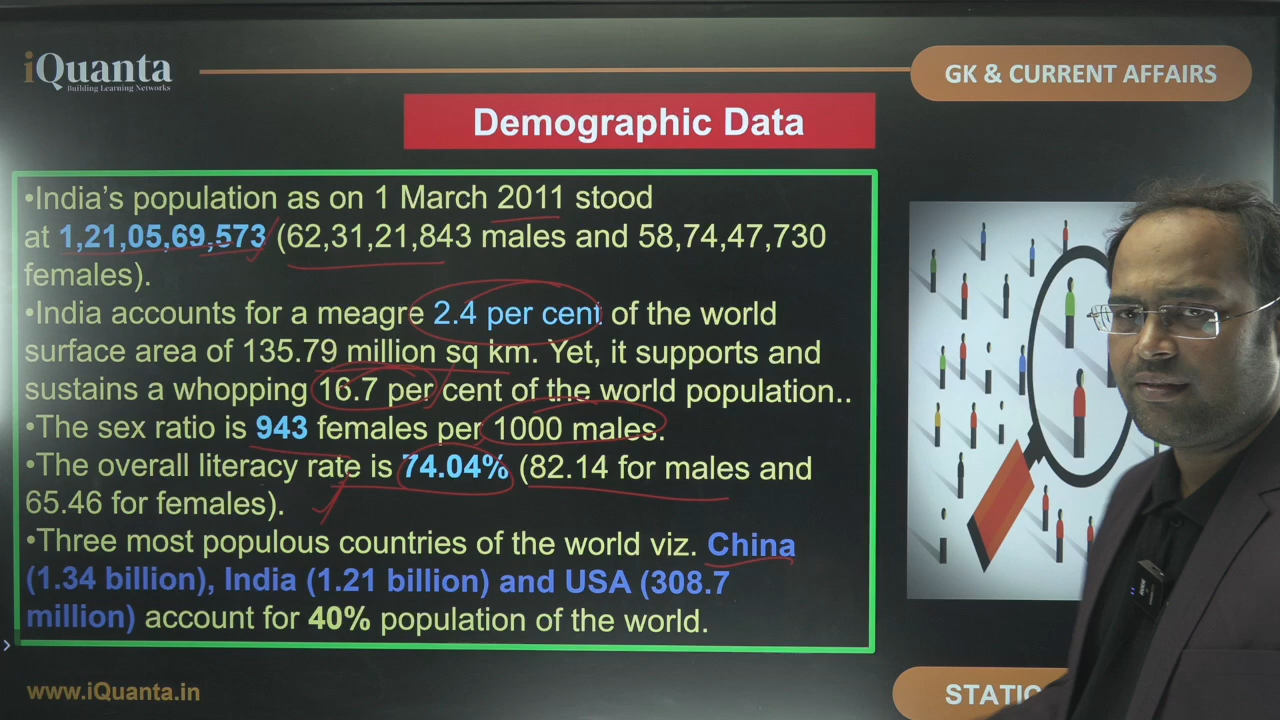 iQuanta
Building Learning Networks
GK & CURRENT AFFAIRS
Demographic Data
•India’s population as on 1 March 2011 stood
at 1,21,05,69,573 (62,31,21,843 males and 58,74,47,730
females).
•India accounts for a meagre 2.4 per cent of the world
surface area of 135.79 million sq km. Yet, it supports and
sustains a whopping 16.7 per cent of the world population..
•The sex ratio is 943 females per 1000 males.
•The overall literacy rate is 74.04% (82.14 for males and
65.46 for females).
•Three most populous countries of the world viz. China
(1.34 billion), India (1.21 billion) and USA (308.7
million) account for 40% population of the world.
www.iQuanta.in
STATIC